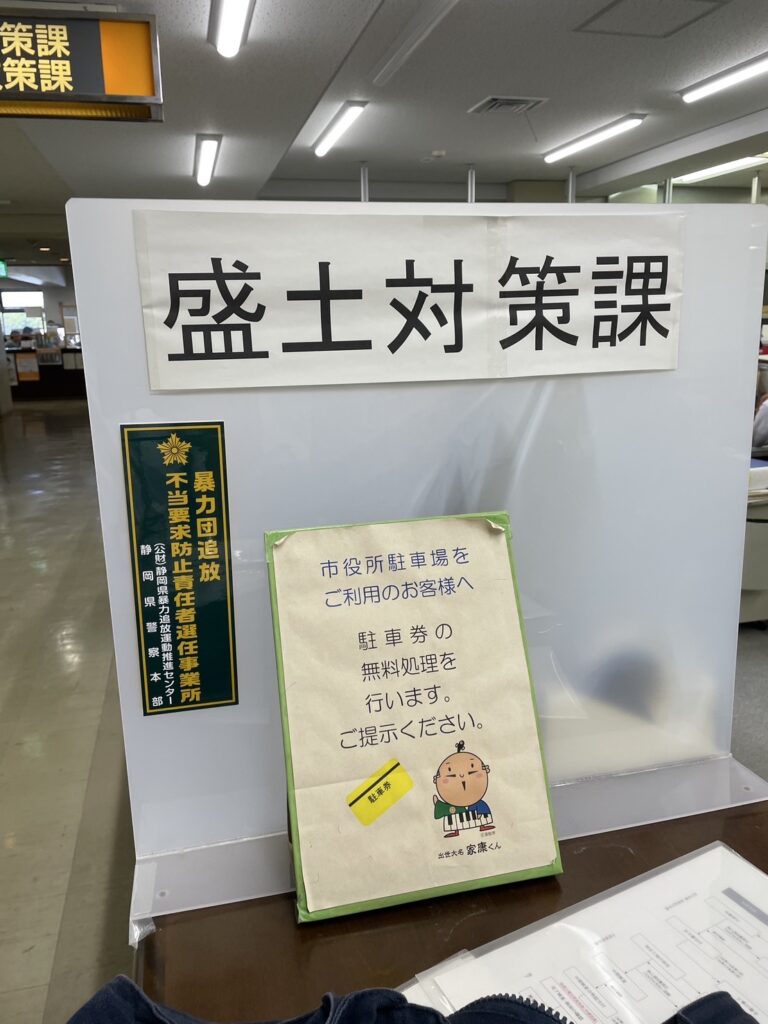 策課
策課
盛土対策課
暴力団追放
不当要求防止責任者選任事業所
(公財)静岡県暴力追放運動推進センター
静岡県警察本部
市役所駐車場を
ご利用のお客様へ
駐車券の
無料処理を
行います。
ご提示ください。
駐車券
出世大名 家康くん